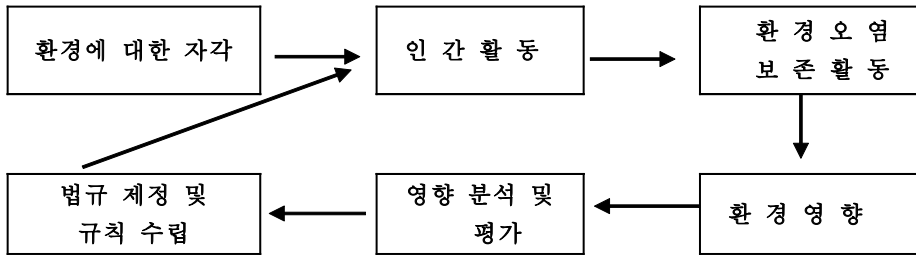 환경에 대한 자각
인 간 활 동
환 경 오 염
보 존 활 동
법규 제정 및
규칙 수립
영향 분석 및
평가
환 경 영 향